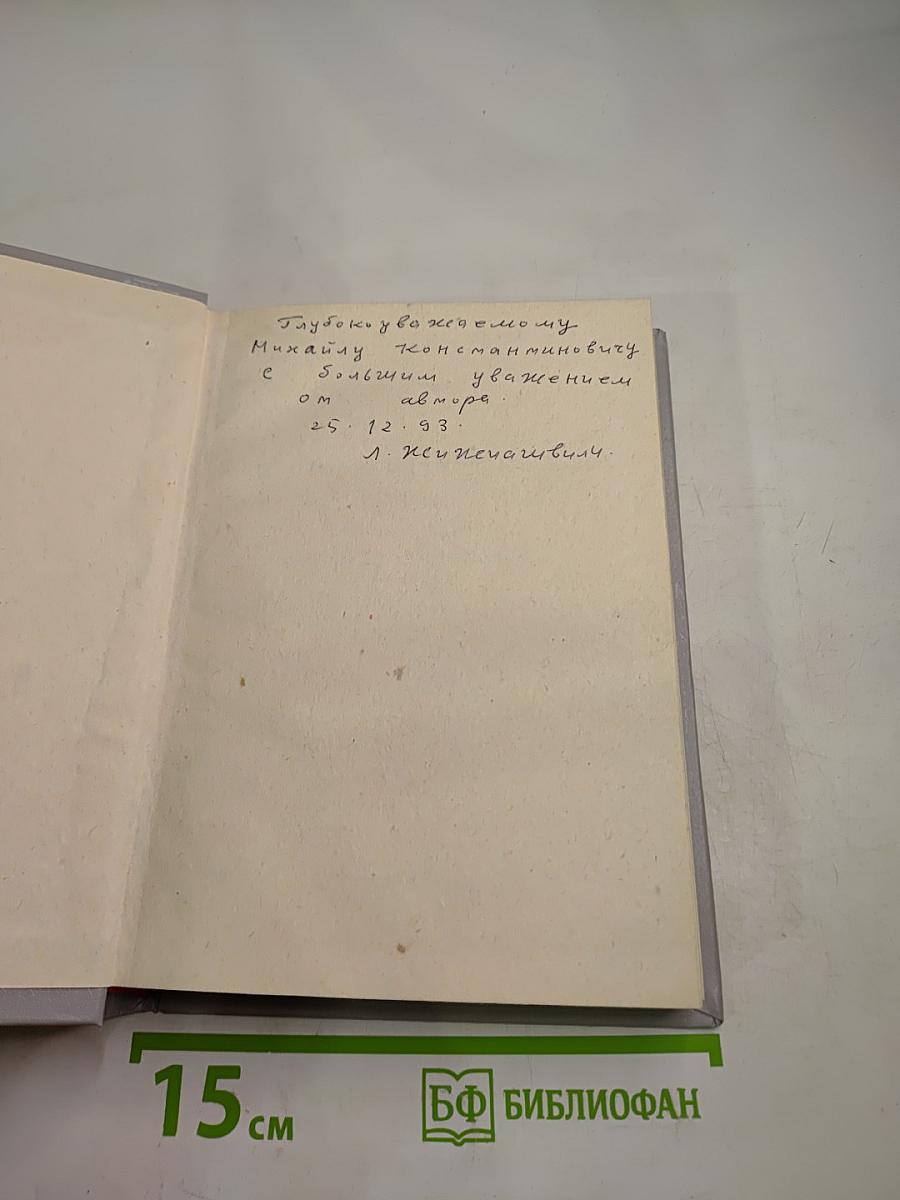 Глубокоуважаемому
Михайлу Константиновичу
с большим уважением
от автора.
25.12.93.
Л.
15 см
БФ БИБЛИОФАН